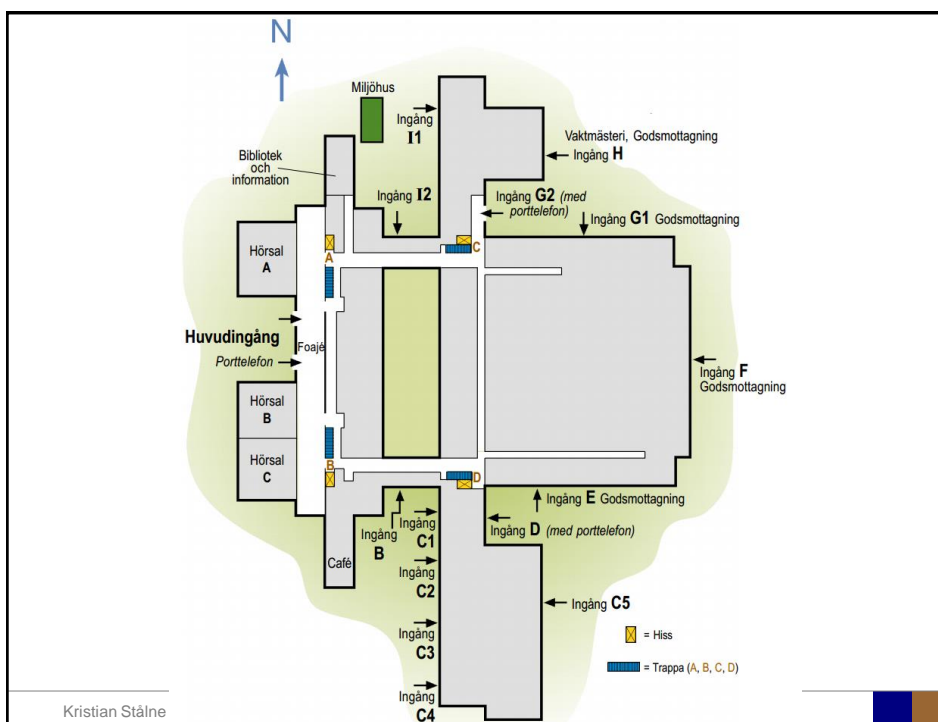 N
Miljöhus
Ingång
I1
Vaktmästeri, Godsmottagning
Ingång H
Bibliotek
och
information
Ingång I2
Ingång G2 (med
porttelefon)
Ingång G1 Godsmottagning
Hörsal
A
A
C
Huvudingång
Foajé
Porttelefon
Ingång F
Godsmottagning
Hörsal
B
Hörsal
C
B
D
Ingång E Godsmottagning
Ingång
B
Ingång
C1
Ingång D (med porttelefon)
Café
Ingång
C2
Ingång C5
Ingång
C3
= Hiss
= Trappa (A, B, C, D)
Ingång
C4
Kristian Stålne